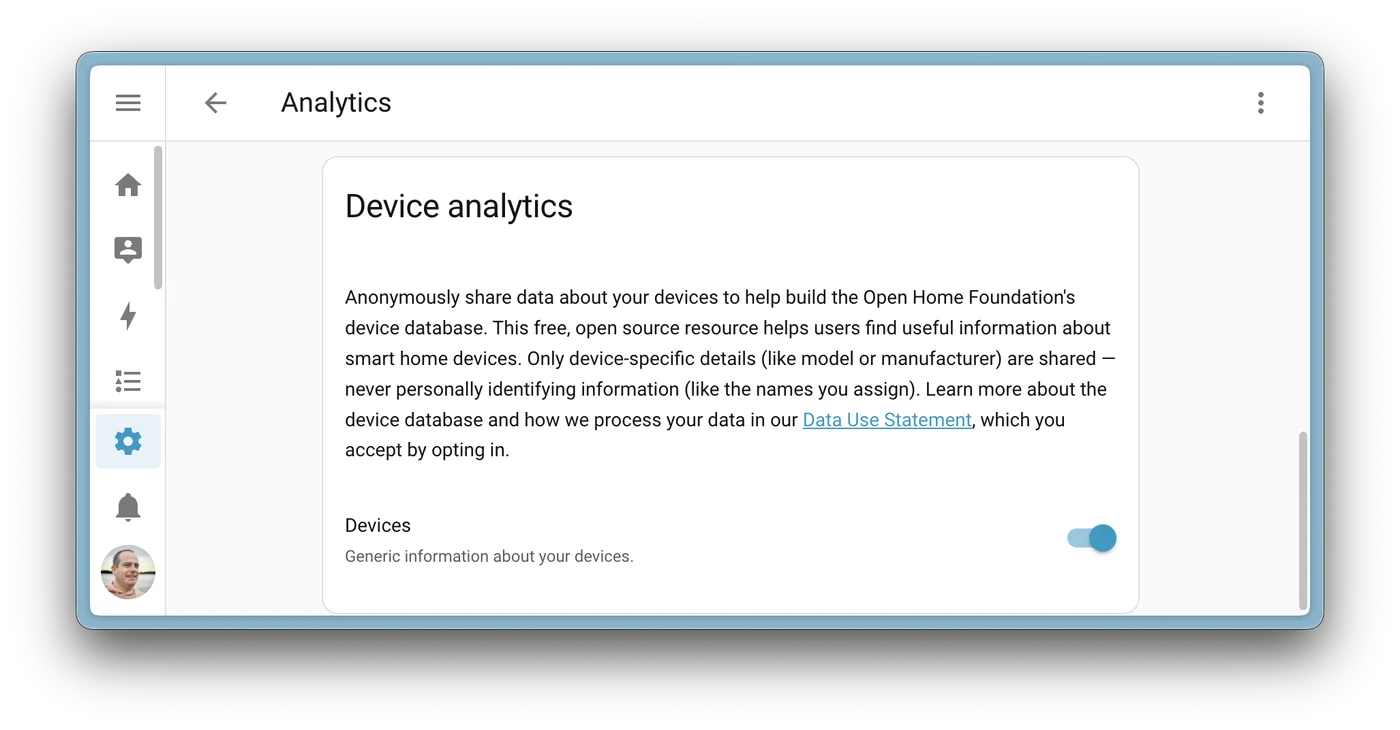 Analytics
Device analytics
Anonymously share data about your devices to help build the Open Home Foundation's
device database. This free, open source resource helps users find useful information about
smart home devices. Only device-specific details (like model or manufacturer) are shared —
never personally identifying information (like the names you assign). Learn more about the
device database and how we process your data in our Data Use Statement, which you
accept by opting in.
Devices
Generic information about your devices.